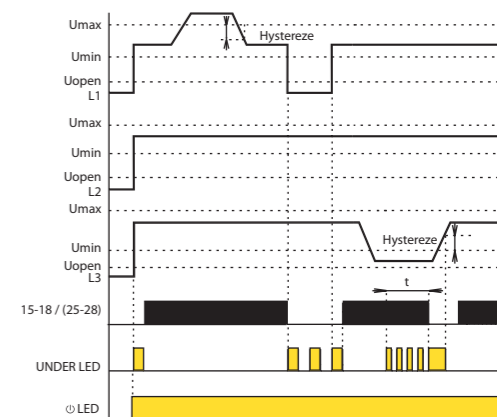 Umax
Hystereze
Umin
Uopen
L1
Umax
Umin
Uopen
L2
Umax
Hystereze
Umin
Uopen
L3
t
15-18 / (25-28)
UNDER LED
⏻ LED